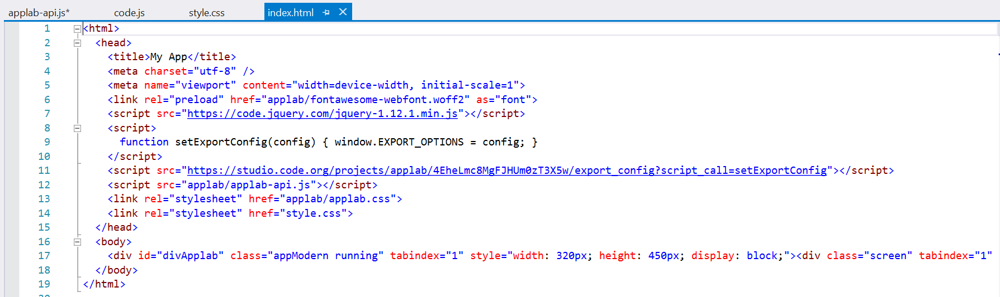 applab-api.js* code.js style.css index.html
1 <html>
2 <head>
3 <title>My App</title>
4 <meta charset="utf-8" />
5 <meta name="viewport" content="width=device-width, initial-scale=1">
6 <link rel="preload" href="applab/fontawesome-webfont.woff2" as="font">
7 <script src="https://code.jquery.com/jquery-1.12.1.min.js"></script>
8 <script>
9 function setExportConfig(config) { window.EXPORT_OPTIONS = config; }
10 </script>
11 <script src="https://studio.code.org/projects/applab/4EheLmc8MgFJHUm0zT3X5w/export_config?script_call=setExportConfig"></script>
12 <script src="applab/applab-api.js"></script>
13 <link rel="stylesheet" href="applab/applab.css">
14 <link rel="stylesheet" href="style.css">
15 </head>
16 <body>
17 <div id="divApplab" class="appModern running" tabindex="1" style="width: 320px; height: 450px; display: block;"><div class="screen" tabindex="1"
18 </body>
19 </html>